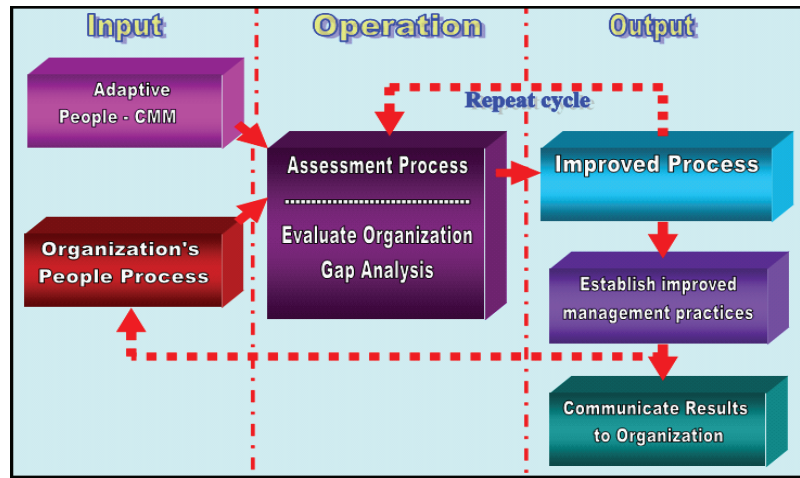 Input
Operation
Output
Adaptive
People - CMM
Repeat cycle
Assessment Process
Evaluate Organization
Gap Analysis
Improved Process
Organization's
People Process
Establish improved
management practices
Communicate Results
to Organization